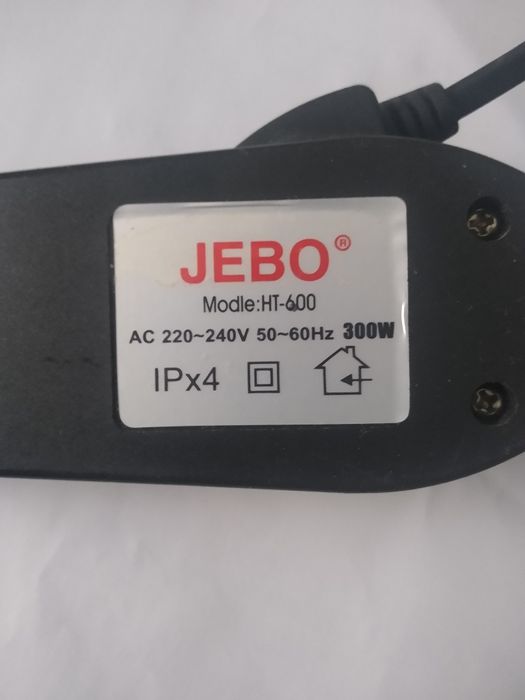 JEBO®
Modle:HT-600
AC 220~240V 50~60Hz 300W
IPx4